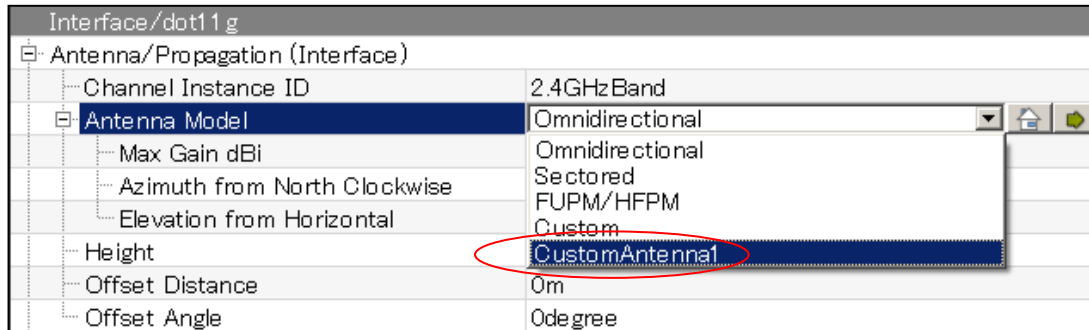 Interface/dot11g
Antenna/Propagation (Interface)
Channel Instance ID 2.4GHzBand
Antenna Model Omnidirectional
Max Gain dBi Omnidirectional
Sectored
Azimuth from North Clockwise FUPM/HFPM
Elevation from Horizontal Custom
Height CustomAntenna1
Offset Distance 0m
Offset Angle 0degree